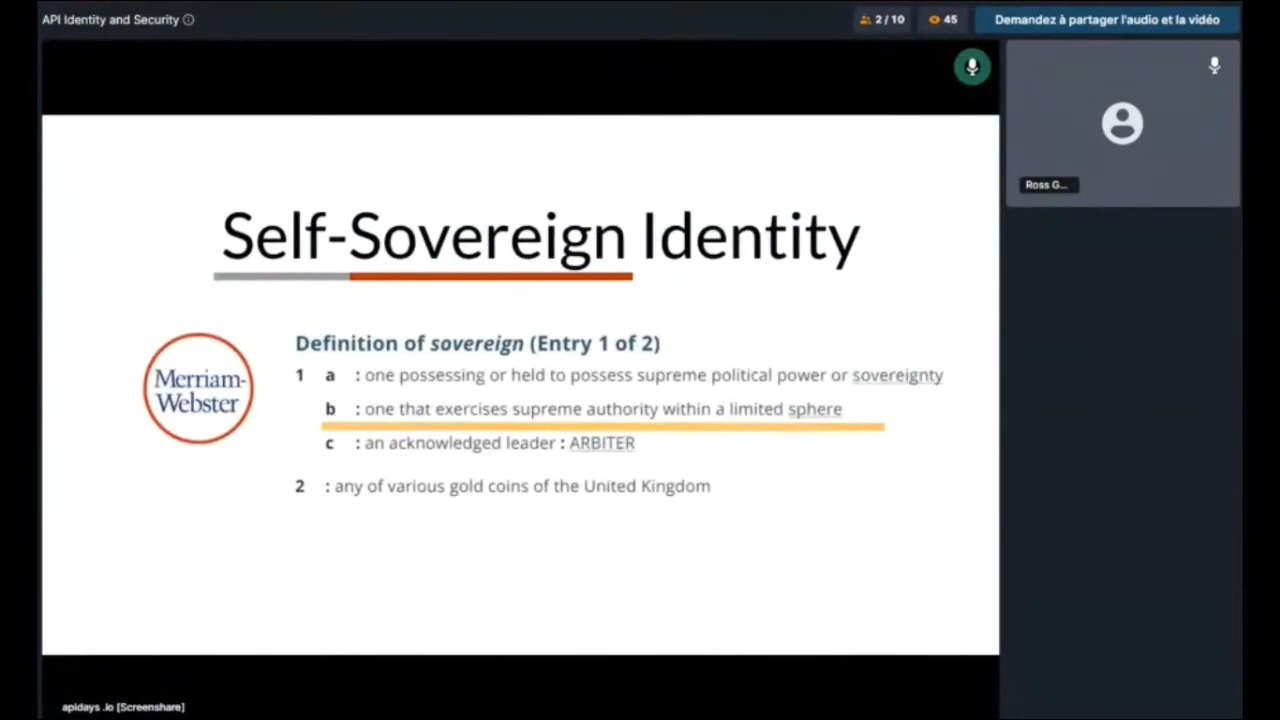 API Identity and Security
2 / 10
45
Demandez à partager l'audio et la vidéo
Ross G...
Self-Sovereign Identity
Merriam-
Webster
Definition of sovereign (Entry 1 of 2)
1 a : one possessing or held to possess supreme political power or sovereignty
b : one that exercises supreme authority within a limited sphere
c : an acknowledged leader : ARBITER
2 : any of various gold coins of the United Kingdom
apidays .io [Screenshare]